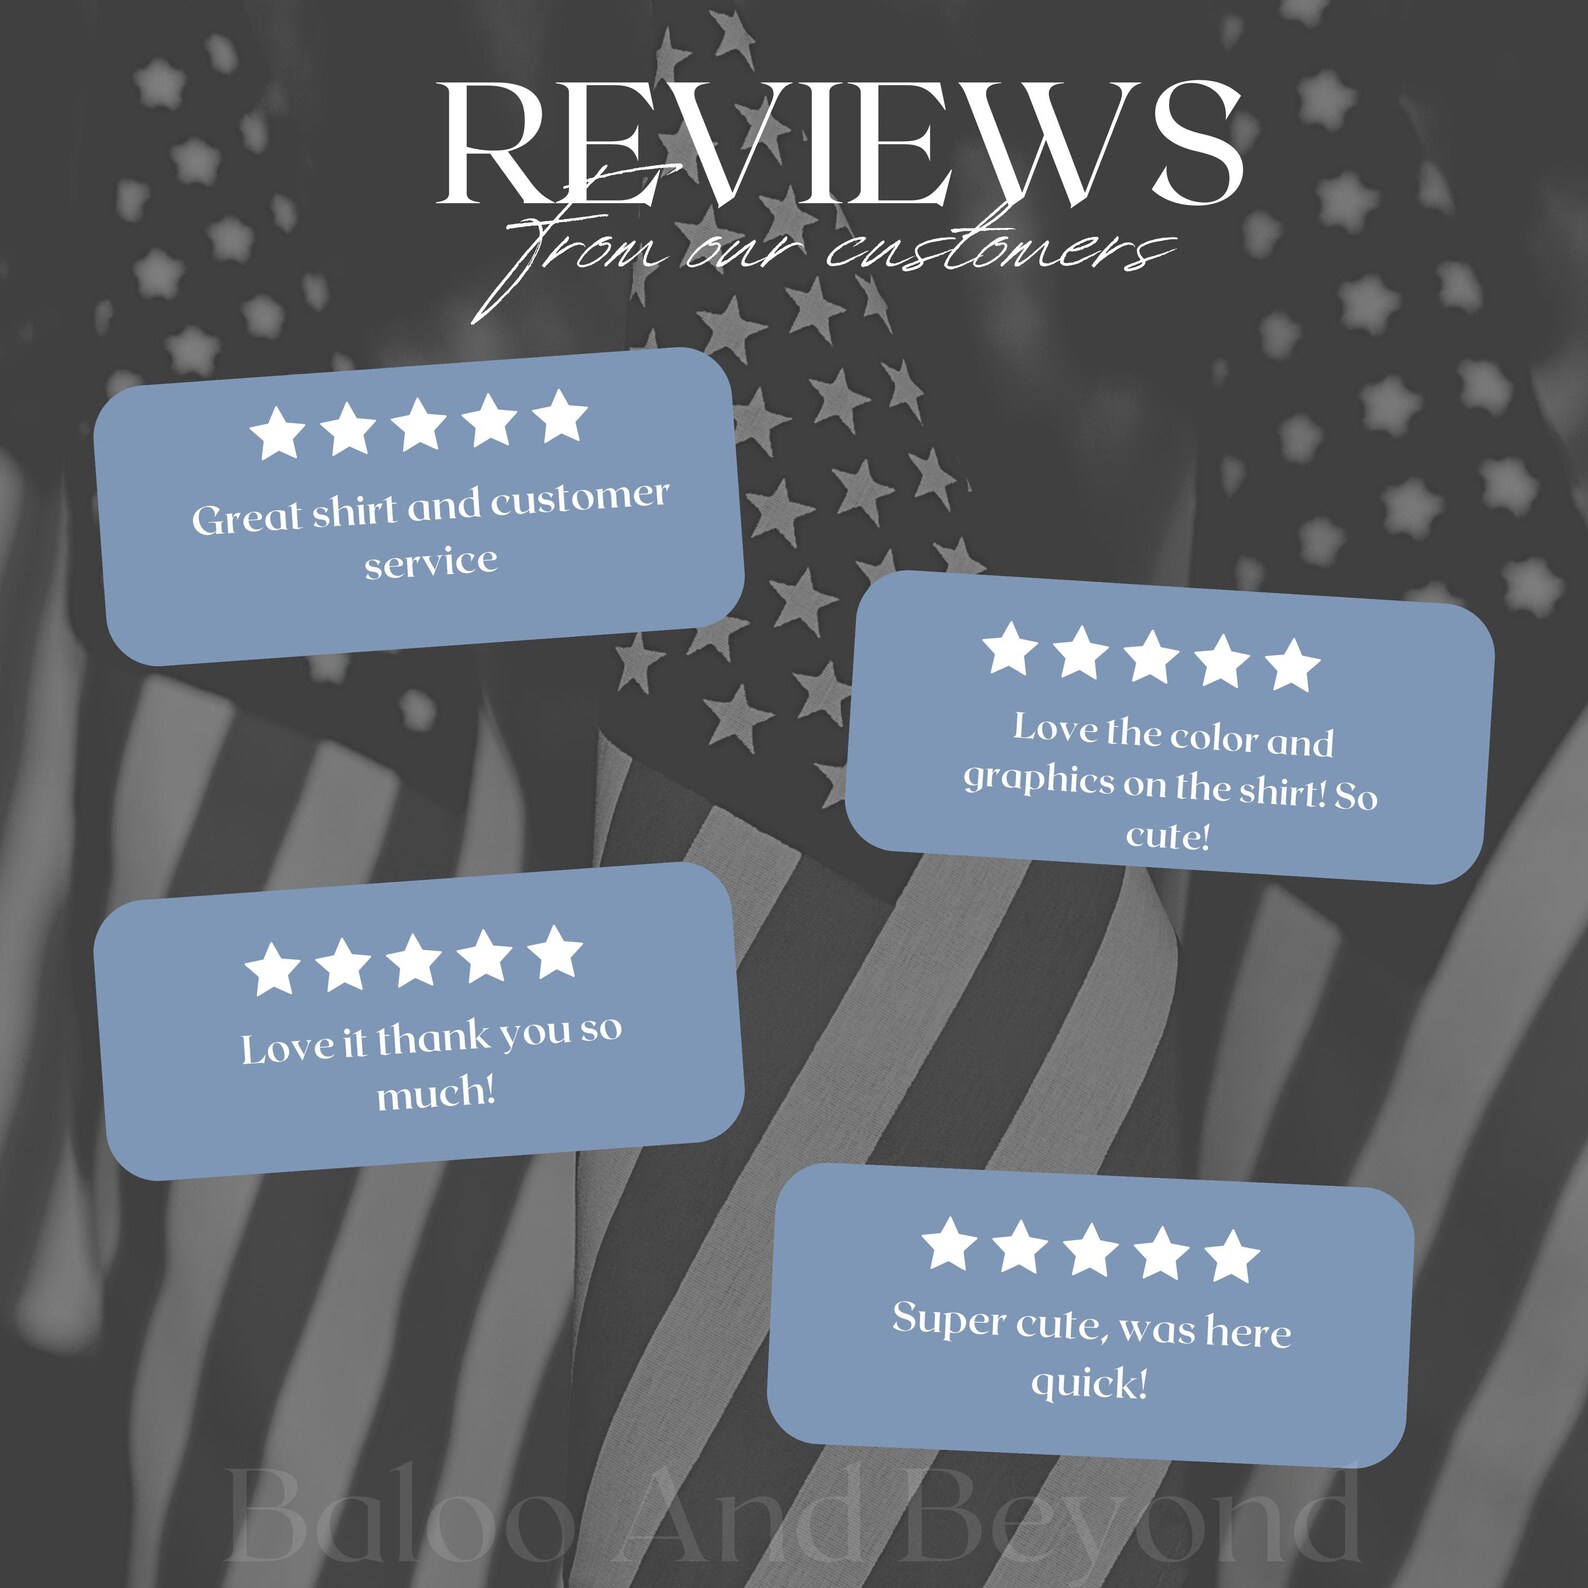 REVIEWS
From our customers
Great shirt and customer
service
Love the color and
graphics on the shirt! So
cute!
Love it thank you so
much!
Super cute, was here
quick!
Baloo And Beyond